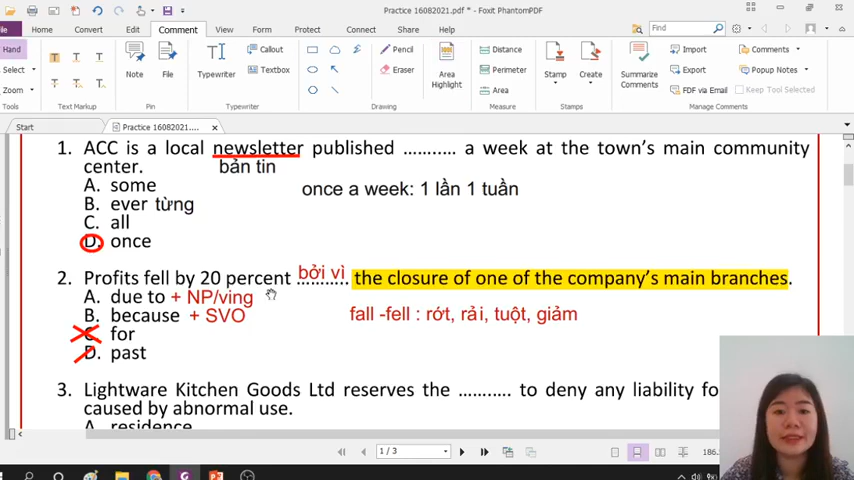 Practice 16082021.pdf * - Foxit PhantomPDF
File Home Comment View Form Protect Share Help Find
Hand
Select
Note File Typewriter Callout Textbox Pencil Eraser Area Highlight Distance Perimeter Area Stamp Create Summarize Comments Import Export PDF via Email Comments Popup Notes Keep Tool Selected
Tools Text Markup Pin Typewriter Drawing Measure Stamps Manage Comments
Start Practice 16082021....
1. ACC is a local newsletter published ........... a week at the town's main community
center.
bản tin
A. some
once a week: 1 lần 1 tuần
B. ever từng
C. all
D. once
2. Profits fell by 20 percent ........... the closure of one of the company's main branches.
bởi vì
A. due to + NP/ving
B. because + SVO
fall -fell : rớt, rải, tuột, giảm
C. for
D. past
3. Lightware Kitchen Goods Ltd reserves the ........... to deny any liability fo
caused by abnormal use.
A. residence
1 / 3
186.